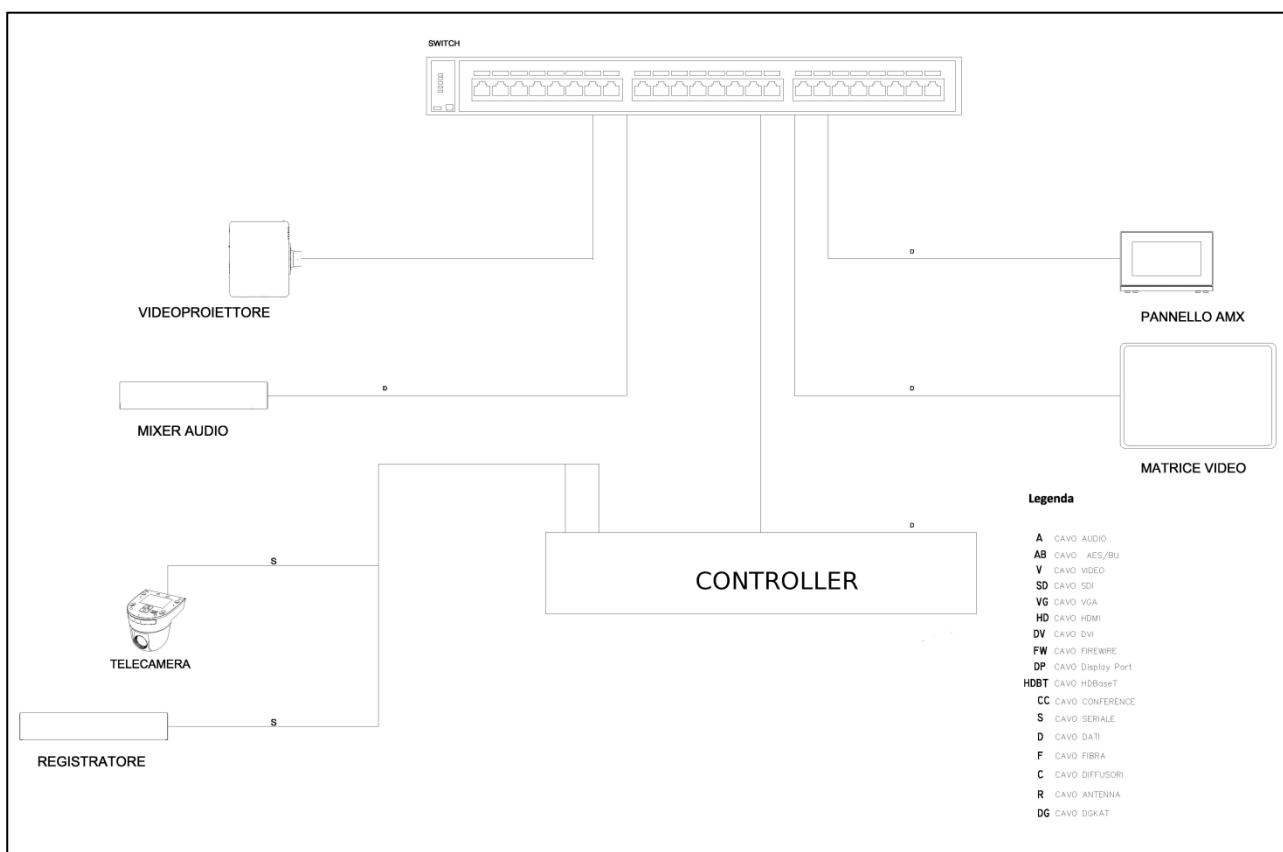 SWITCH
VIDEOPROIETTORE
D
PANNELLO AMX
D
MIXER AUDIO
D
MATRICE VIDEO
Legenda
D
CONTROLLER
S
TELECAMERA
S
REGISTRATORE
A CAVO AUDIO
AB CAVO AES/BU
V CAVO VIDEO
SD CAVO SDI
VG CAVO VGA
HD CAVO HDMI
DV CAVO DVI
FW CAVO FIREWIRE
DP CAVO Display Port
HDBT CAVO HDBaseT
CC CAVO CONFERENCE
S CAVO SERIALE
D CAVO DATI
F CAVO FIBRA
C CAVO DIFFUSORI
R CAVO ANTENNA
DG CAVO DGKAT